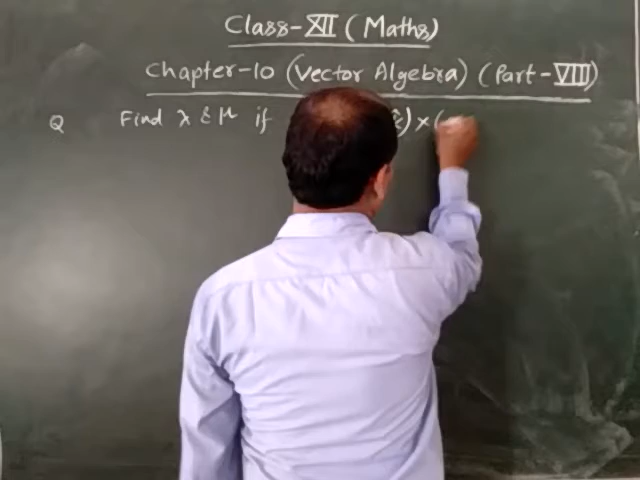 Class-XII (Maths)
Chapter-10 (Vector Algebra) (Part-VIII)
Q Find λ & μ if ) × (